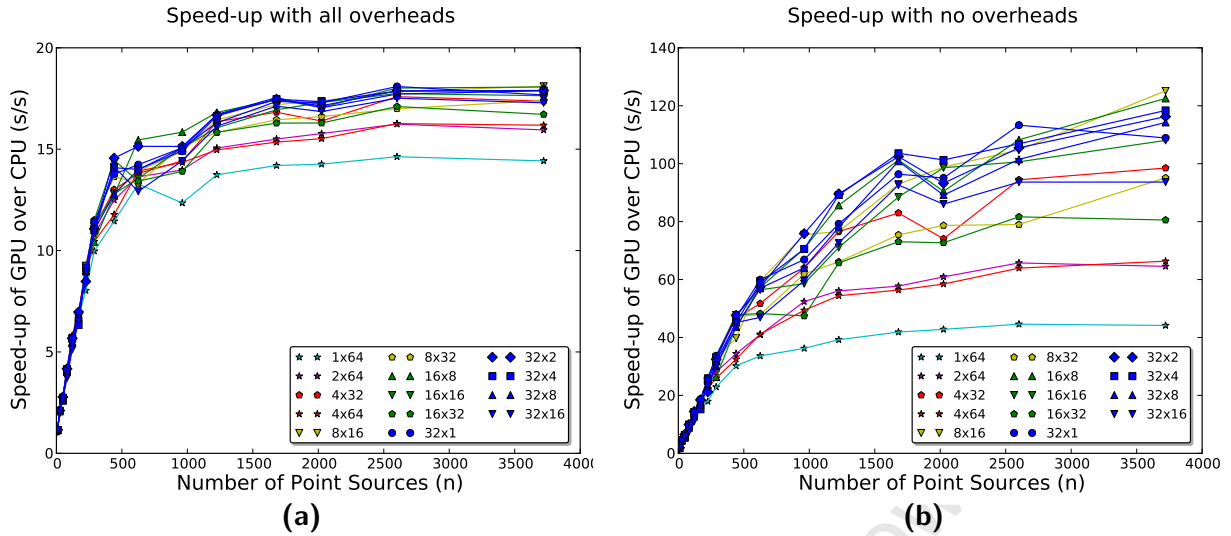 Speed-up with all overheads
Speed-up of GPU over CPU (s/s)
20
15
10
5
0
0 500 1000 1500 2000 2500 3000 3500 4000
Number of Point Sources (n)
1x64
2x64
4x32
4x64
8x16
8x32
16x8
16x16
16x32
32x1
32x2
32x4
32x8
32x16
(a)
Speed-up with no overheads
Speed-up of GPU over CPU (s/s)
140
120
100
80
60
40
20
0
0 500 1000 1500 2000 2500 3000 3500 4000
Number of Point Sources (n)
1x64
2x64
4x32
4x64
8x16
8x32
16x8
16x16
16x32
32x1
32x2
32x4
32x8
32x16
(b)